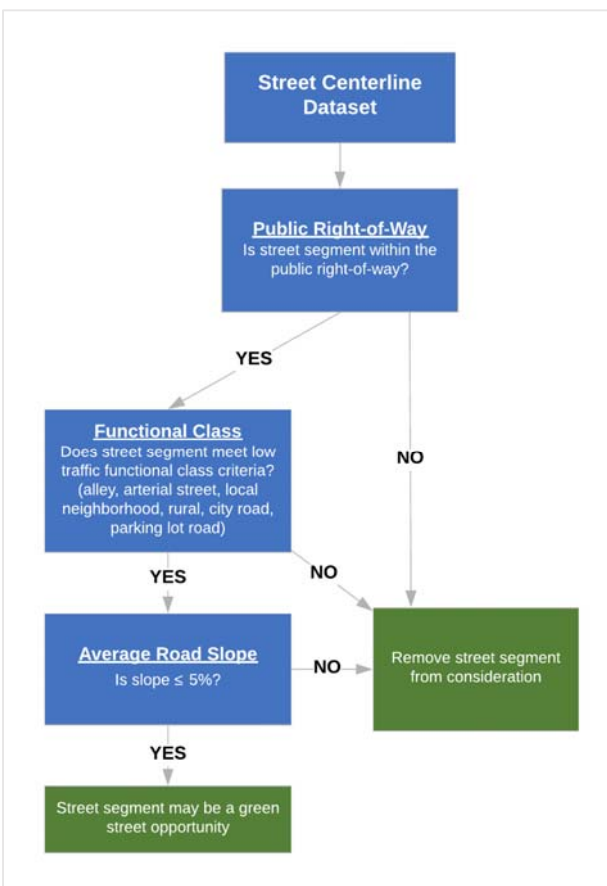 Street Centerline
Dataset
Public Right-of-Way
Is street segment within the
public right-of-way?
YES
NO
Functional Class
Does street segment meet low
traffic functional class criteria?
(alley, arterial street, local
neighborhood, rural, city road,
parking lot road)
YES
NO
Average Road Slope
Is slope ≤ 5%?
NO
Remove street segment
from consideration
YES
Street segment may be a green
street opportunity